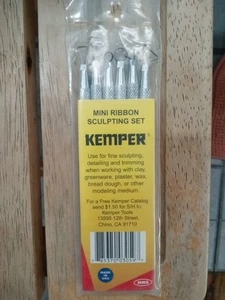 MINI RIBBON
SCULPTING SET
KEMPER
Use for fine sculpting,
detailing and trimming
when working with clay,
greenware, plaster, wax,
bread dough, or other
modeling medium.
For a Free Kemper Catalog
send $1.50 for S/H to:
Kemper Tools
13595 12th Street,
Chino, CA 91710